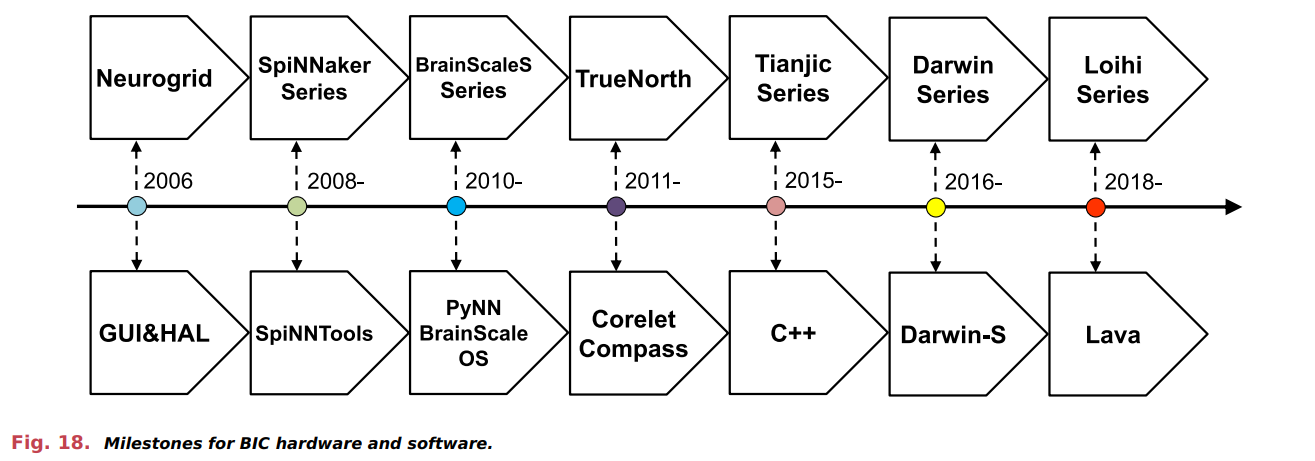 Neurogrid
SpiNNaker
Series
BrainScaleS
Series
TrueNorth
Tianjic
Series
Darwin
Series
Loihi
Series
2006
2008-
2010-
2011-
2015-
2016-
2018-
GUI&HAL
SpiNNTools
PyNN
BrainScale
OS
Corelet
Compass
C++
Darwin-S
Lava
Fig. 18. Milestones for BIC hardware and software.